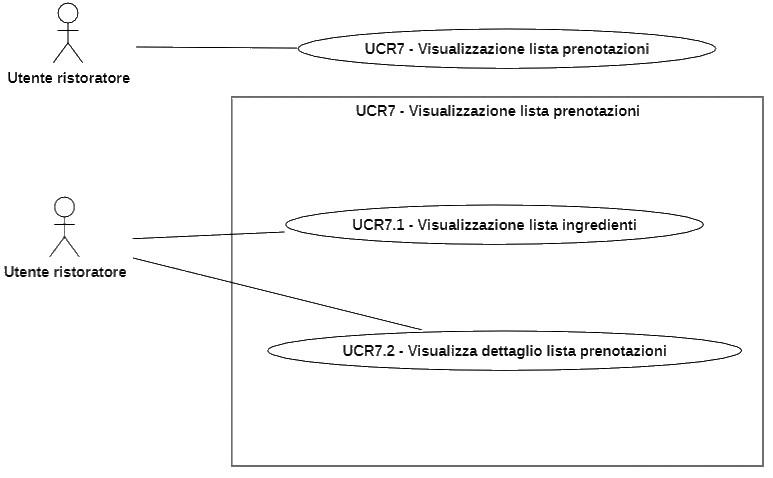 UCR7 - Visualizzazione lista prenotazioni
Utente ristoratore
UCR7 - Visualizzazione lista prenotazioni
UCR7.1 - Visualizzazione lista ingredienti
Utente ristoratore
UCR7.2 - Visualizza dettaglio lista prenotazioni